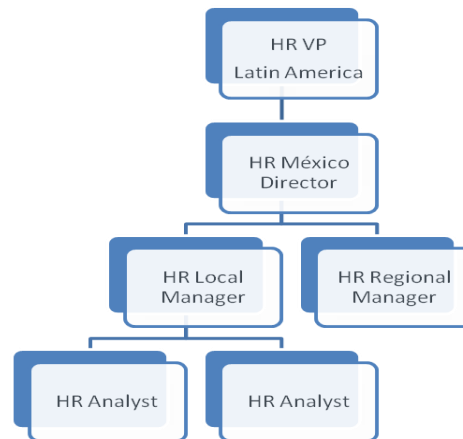 HR VP
Latin America
HR México
Director
HR Local
Manager
HR Regional
Manager
HR Analyst
HR Analyst